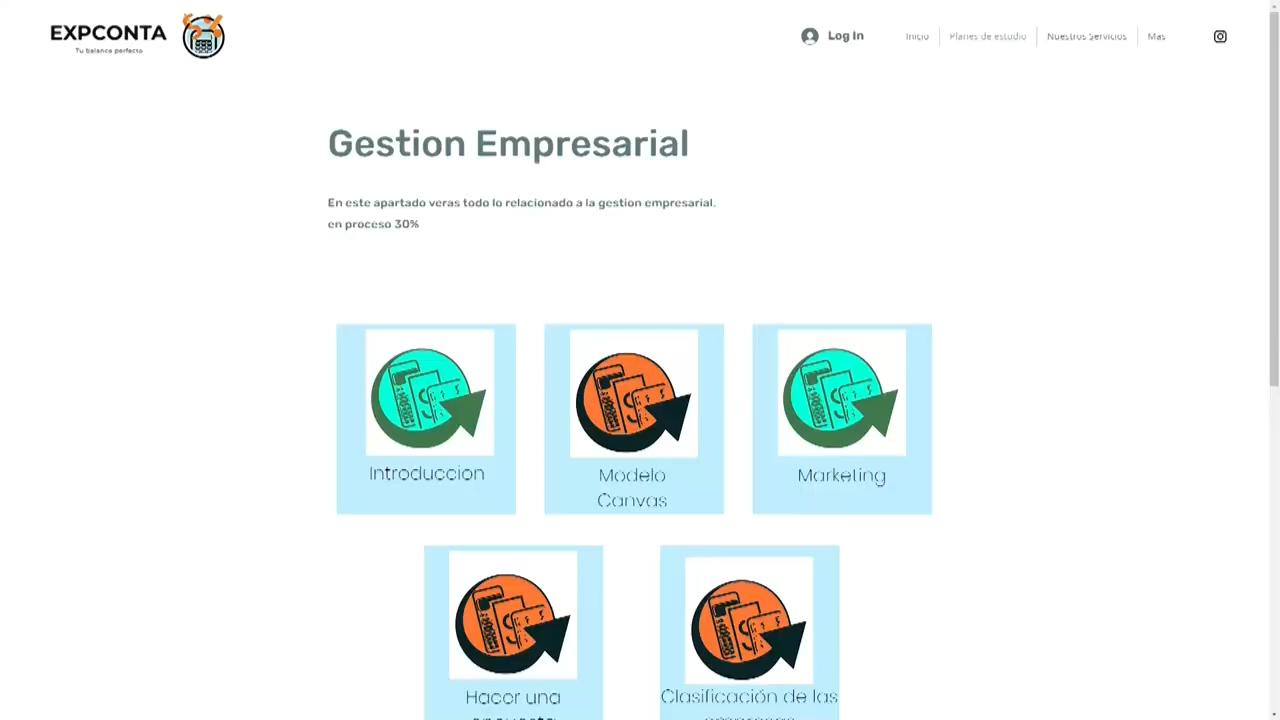 EXPCONTA
Tu balance perfecto
Log In
Inicio
Planes de estudio
Nuestros Servicios
Mas
Gestion Empresarial
En este apartado veras todo lo relacionado a la gestion empresarial.
en proceso 30%
Introduccion
Modelo
Canvas
Marketing
Hacer una
Clasificación de las